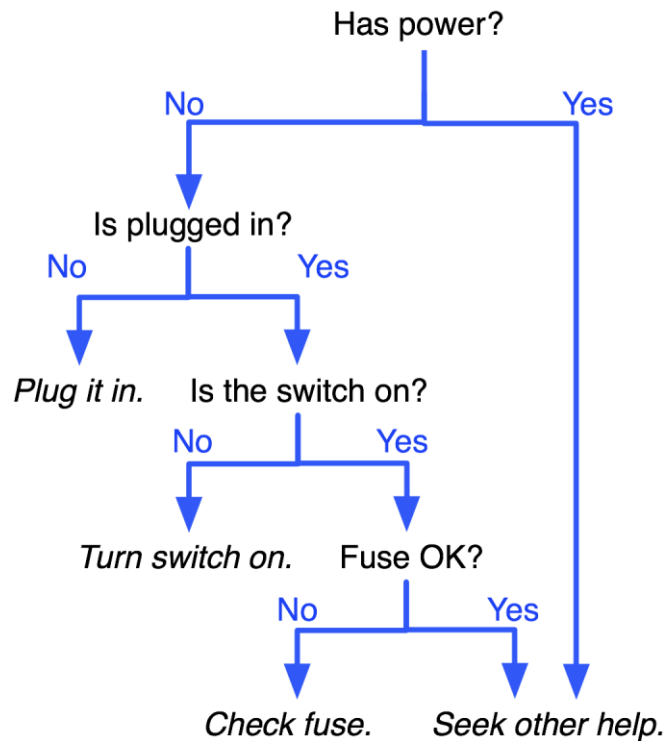 Has power?
No
Yes
Is plugged in?
No
Yes
Plug it in.
Is the switch on?
No
Yes
Turn switch on.
Fuse OK?
No
Yes
Check fuse.
Seek other help.